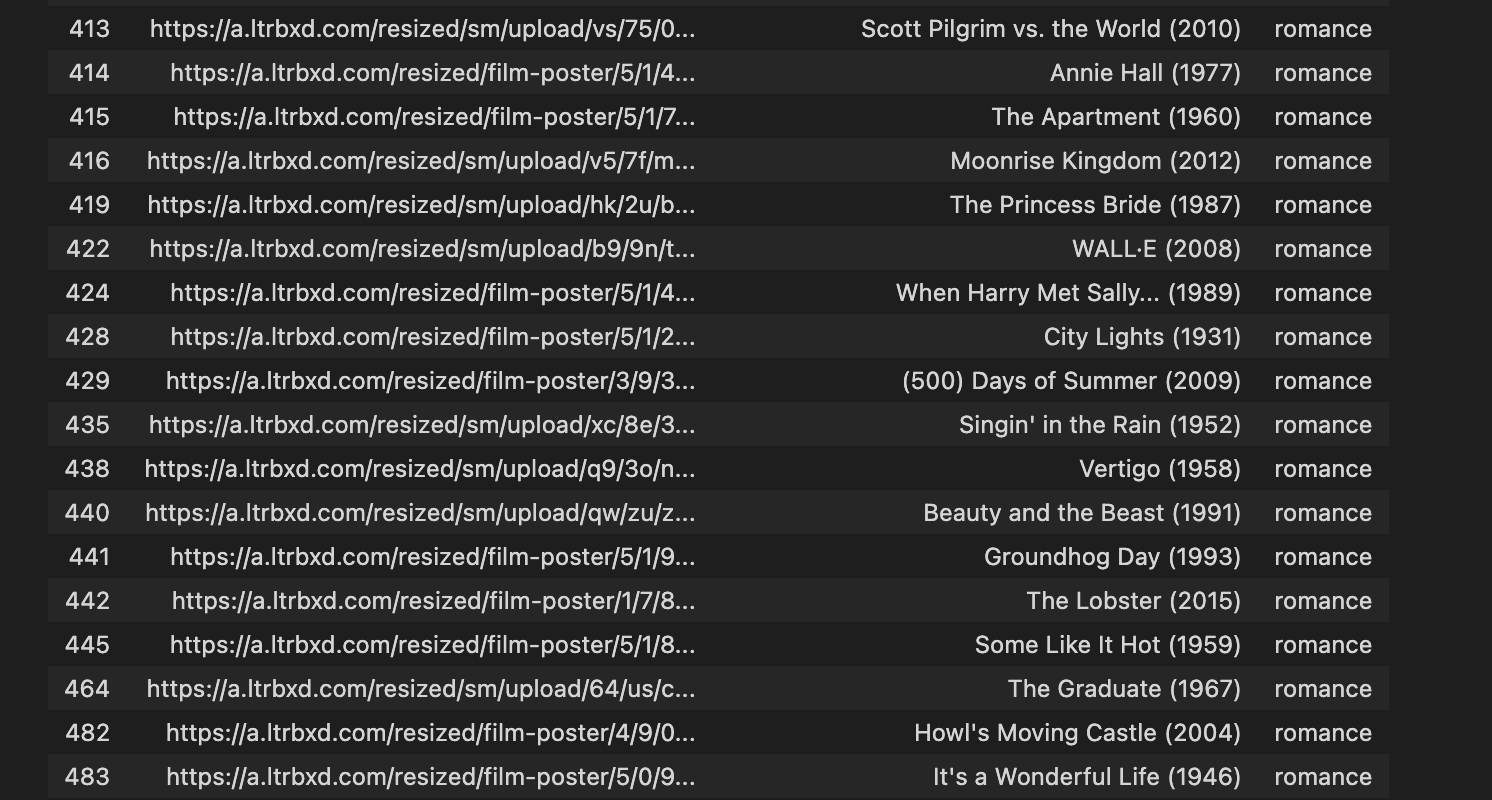 413 https://a.ltrbxd.com/resized/sm/upload/vs/75/0... Scott Pilgrim vs. the World (2010) romance
414 https://a.ltrbxd.com/resized/film-poster/5/1/4... Annie Hall (1977) romance
415 https://a.ltrbxd.com/resized/film-poster/5/1/7... The Apartment (1960) romance
416 https://a.ltrbxd.com/resized/sm/upload/v5/7f/m... Moonrise Kingdom (2012) romance
419 https://a.ltrbxd.com/resized/sm/upload/hk/2u/b... The Princess Bride (1987) romance
422 https://a.ltrbxd.com/resized/sm/upload/b9/9n/t... WALL·E (2008) romance
424 https://a.ltrbxd.com/resized/film-poster/5/1/4... When Harry Met Sally... (1989) romance
428 https://a.ltrbxd.com/resized/film-poster/5/1/2... City Lights (1931) romance
429 https://a.ltrbxd.com/resized/film-poster/3/9/3... (500) Days of Summer (2009) romance
435 https://a.ltrbxd.com/resized/sm/upload/xc/8e/3... Singin' in the Rain (1952) romance
438 https://a.ltrbxd.com/resized/sm/upload/q9/3o/n... Vertigo (1958) romance
440 https://a.ltrbxd.com/resized/sm/upload/qw/zu/z... Beauty and the Beast (1991) romance
441 https://a.ltrbxd.com/resized/film-poster/5/1/9... Groundhog Day (1993) romance
442 https://a.ltrbxd.com/resized/film-poster/1/7/8... The Lobster (2015) romance
445 https://a.ltrbxd.com/resized/film-poster/5/1/8... Some Like It Hot (1959) romance
464 https://a.ltrbxd.com/resized/sm/upload/64/us/c... The Graduate (1967) romance
482 https://a.ltrbxd.com/resized/film-poster/4/9/0... Howl's Moving Castle (2004) romance
483 https://a.ltrbxd.com/resized/film-poster/5/0/9... It's a Wonderful Life (1946) romance